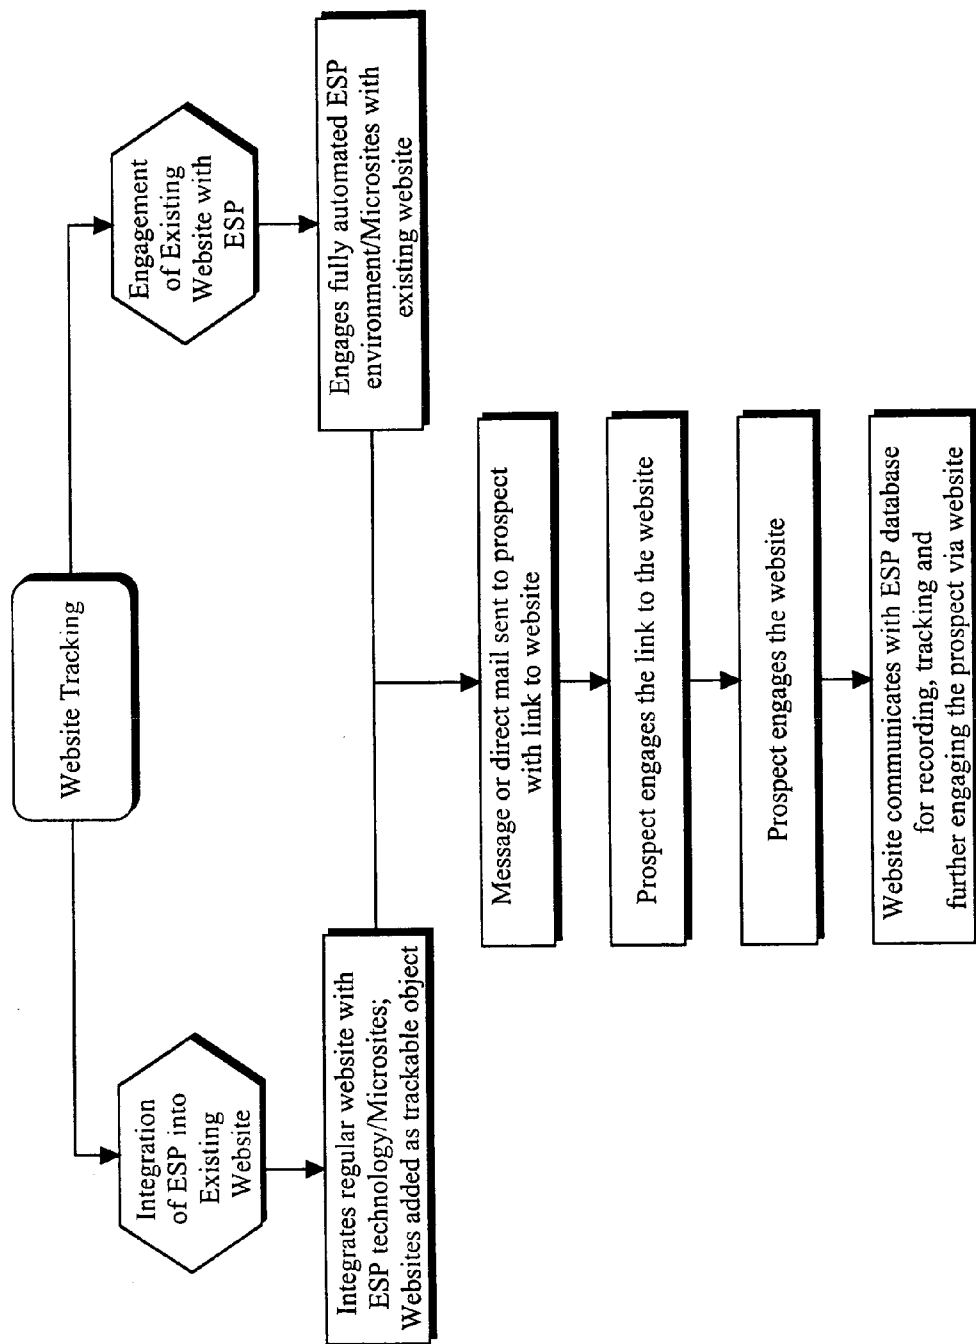 Website Tracking
Integration
of ESP into
Existing
Website
Engagement
of Existing
Website with
ESP
Integrates regular website with
ESP technology/Microsites;
Websites added as trackable object
Engages fully automated ESP
environment/Microsites with
existing website
Message or direct mail sent to prospect
with link to website
Prospect engages the link to the website
Prospect engages the website
Website communicates with ESP database
for recording, tracking and
further engaging the prospect via website